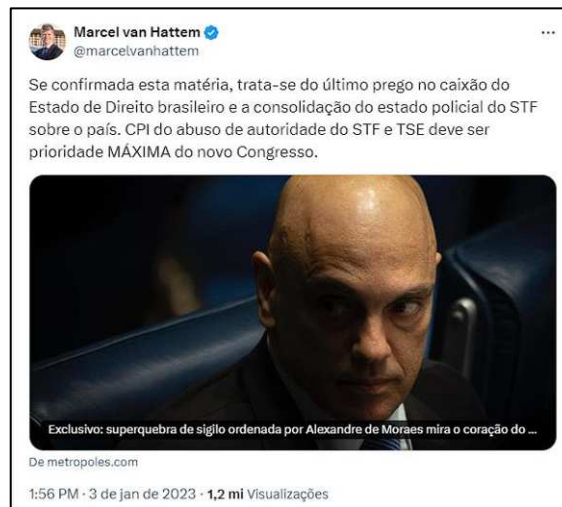 Marcel van Hattem
@marcelvanhattem
...
Se confirmada esta matéria, trata-se do último prego no caixão do
Estado de Direito brasileiro e a consolidação do estado policial do STF
sobre o país. CPI do abuso de autoridade do STF e TSE deve ser
prioridade MÁXIMA do novo Congresso.
Exclusivo: superquebra de sigilo ordenada por Alexandre de Moraes mira o coração do ...
De metropoles.com
1:56 PM · 3 de jan de 2023 · 1,2 mi Visualizações